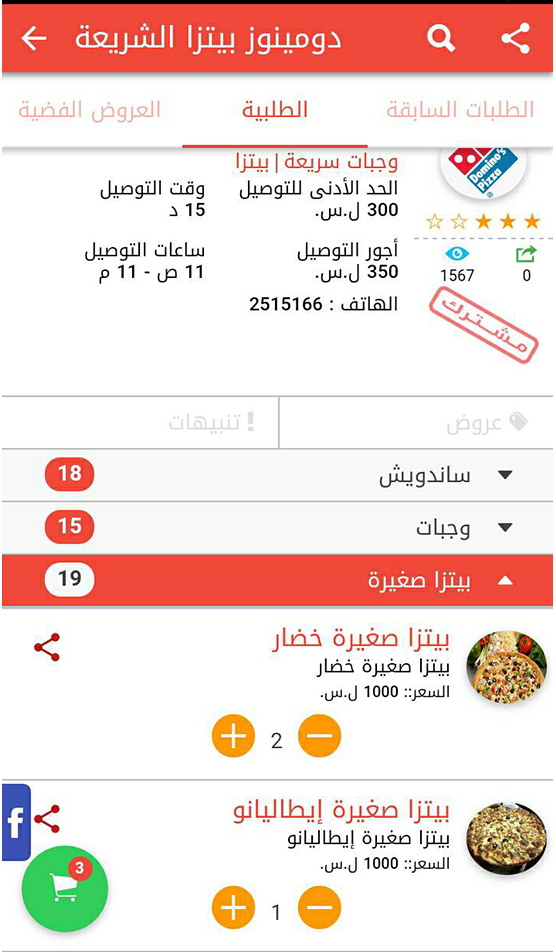 دومينوز بيتزا الشريعة
الطلبات السابقة
الطلبية
العروض الفضية
Domino's
Pizza
وجبات سريعة | بيتزا
الحد الأدنى للتوصيل
300 ل.س.
وقت التوصيل
15 د
أجور التوصيل
350 ل.س.
ساعات التوصيل
11 ص - 11 م
الهاتف : 2515166
0
1567
مشترك
عروض
تنبيهات
ساندويش
18
وجبات
15
بيتزا صغيرة
19
بيتزا صغيرة خضار
بيتزا صغيرة خضار
السعر:: 1000 ل.س.
2
بيتزا صغيرة إيطاليانو
بيتزا صغيرة إيطاليانو
السعر:: 1000 ل.س.
1
f
3